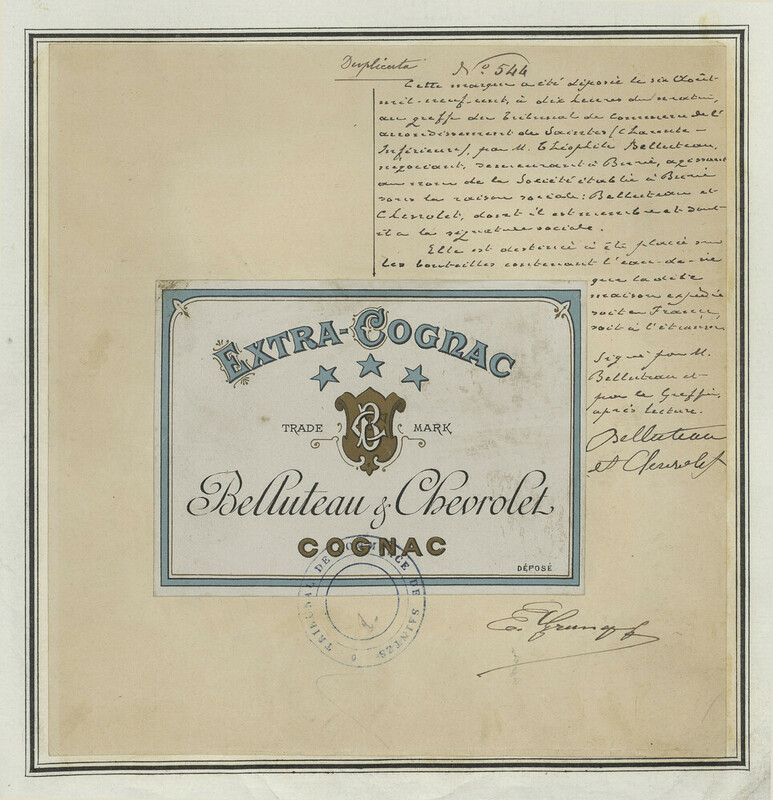 Duplicata
N° 544
Cette marque a été déposée le six Août
mil-neuf-cent, à dix heures du matin,
au greffe du Tribunal de Commerce de l'
arrondissement de Saintes (Charente-
Inférieure), par M. Théophile Belluteau,
négociant, demeurant à Burie, agissant
au nom de la Société établie à Burie
sous la raison sociale: Belluteau et
Chevrolet, dont il est membre et dont
il a la signature sociale.
Elle est destinée à été placée sur
les bouteilles contenant l'eau-de-vie
que la dite
maison expédie
soit en France,
soit à l'étranger
Signé par M.
Belluteau et
par le Greffier,
après lecture.
Belluteau
et Chevrolet
EXTRA-COGNAC
TRADE MARK
BC
Belluteau & Chevrolet
COGNAC
DÉPOSÉ
TRIBUNAL DE COMMERCE DE SAINTES